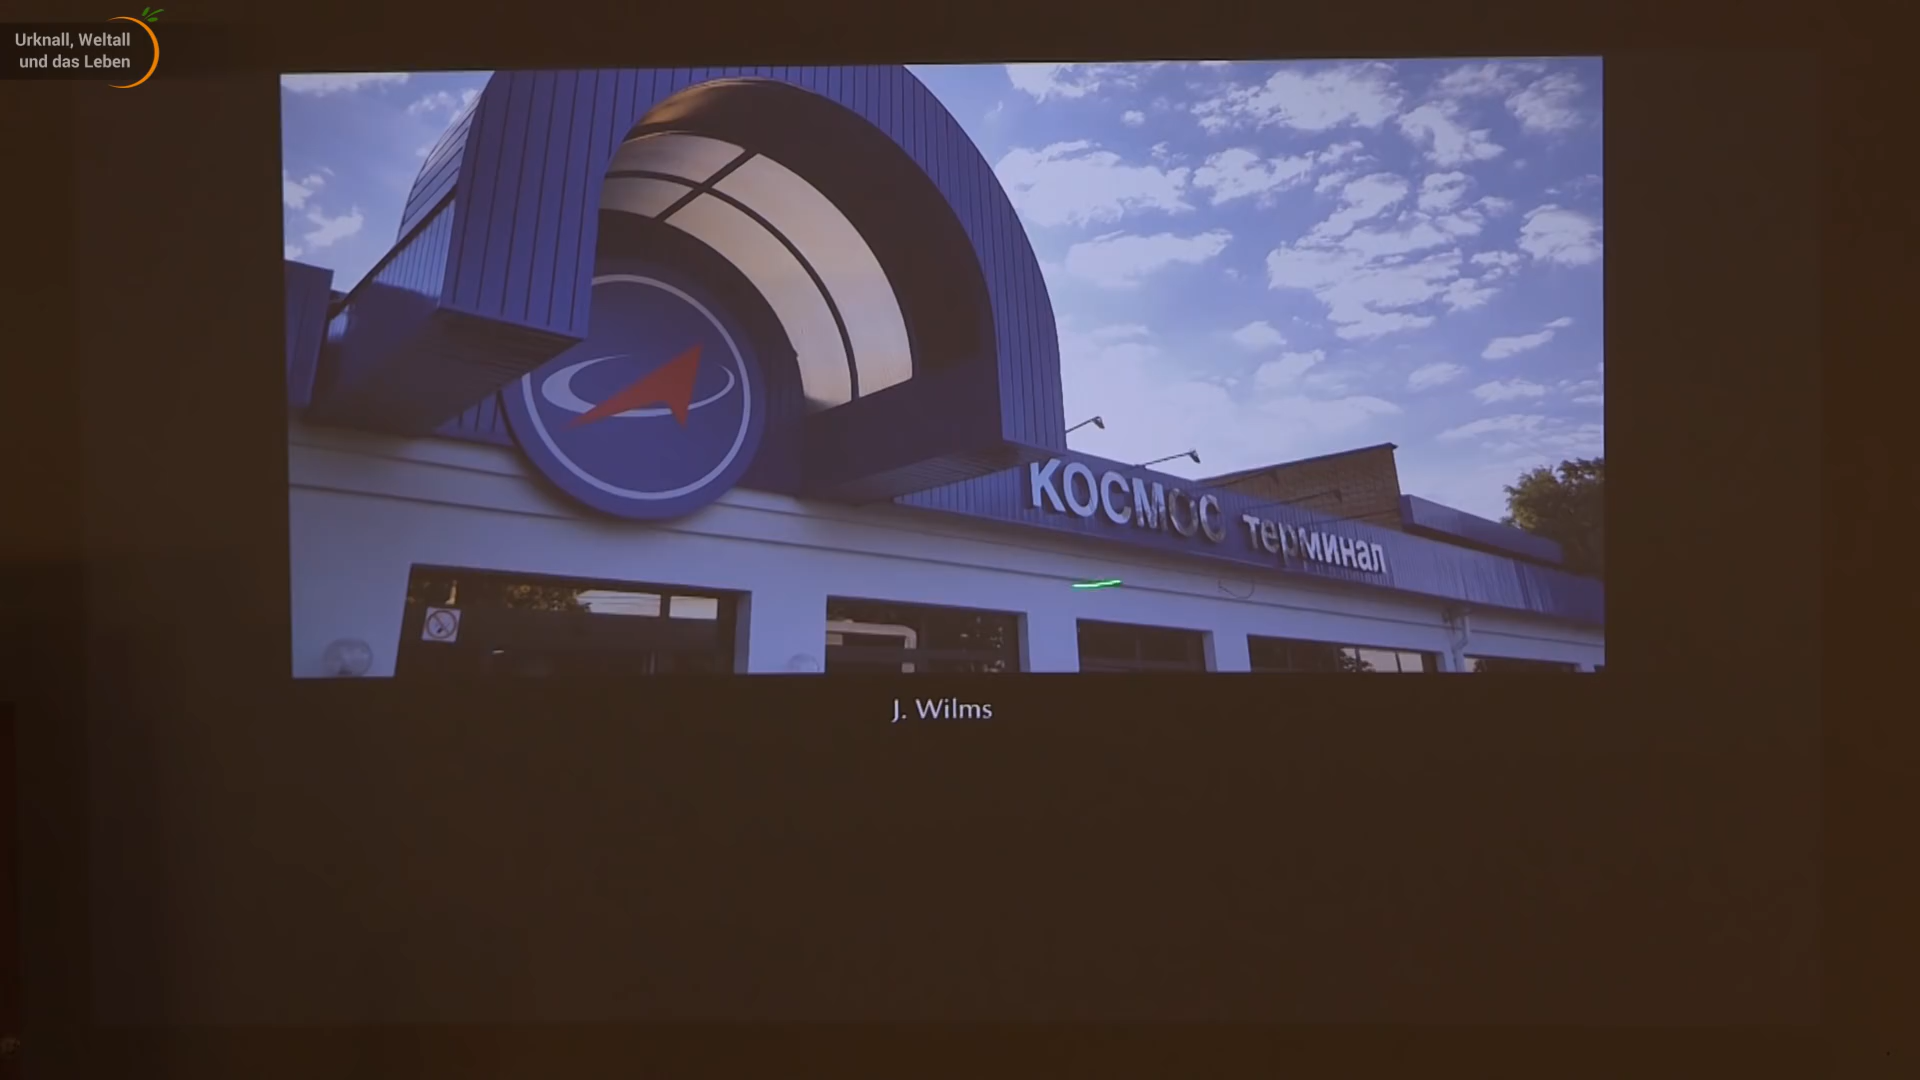 Urknall, Weltall
und das Leben
КОСМОС терминал
J. Wilms